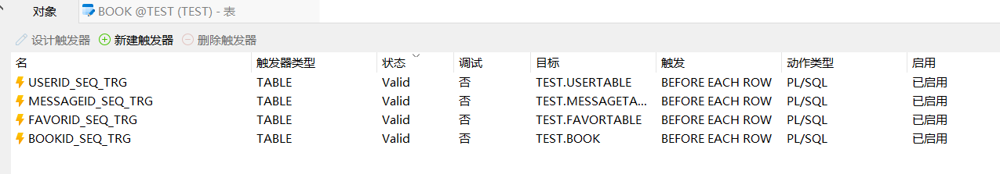 对象 BOOK @TEST (TEST) - 表
设计触发器 新建触发器 删除触发器
名 触发器类型 状态 调试 目标 触发 动作类型 启用
USERID_SEQ_TRG TABLE Valid 否 TEST.USERTABLE BEFORE EACH ROW PL/SQL 已启用
MESSAGEID_SEQ_TRG TABLE Valid 否 TEST.MESSAGETA... BEFORE EACH ROW PL/SQL 已启用
FAVORID_SEQ_TRG TABLE Valid 否 TEST.FAVORTABLE BEFORE EACH ROW PL/SQL 已启用
BOOKID_SEQ_TRG TABLE Valid 否 TEST.BOOK BEFORE EACH ROW PL/SQL 已启用